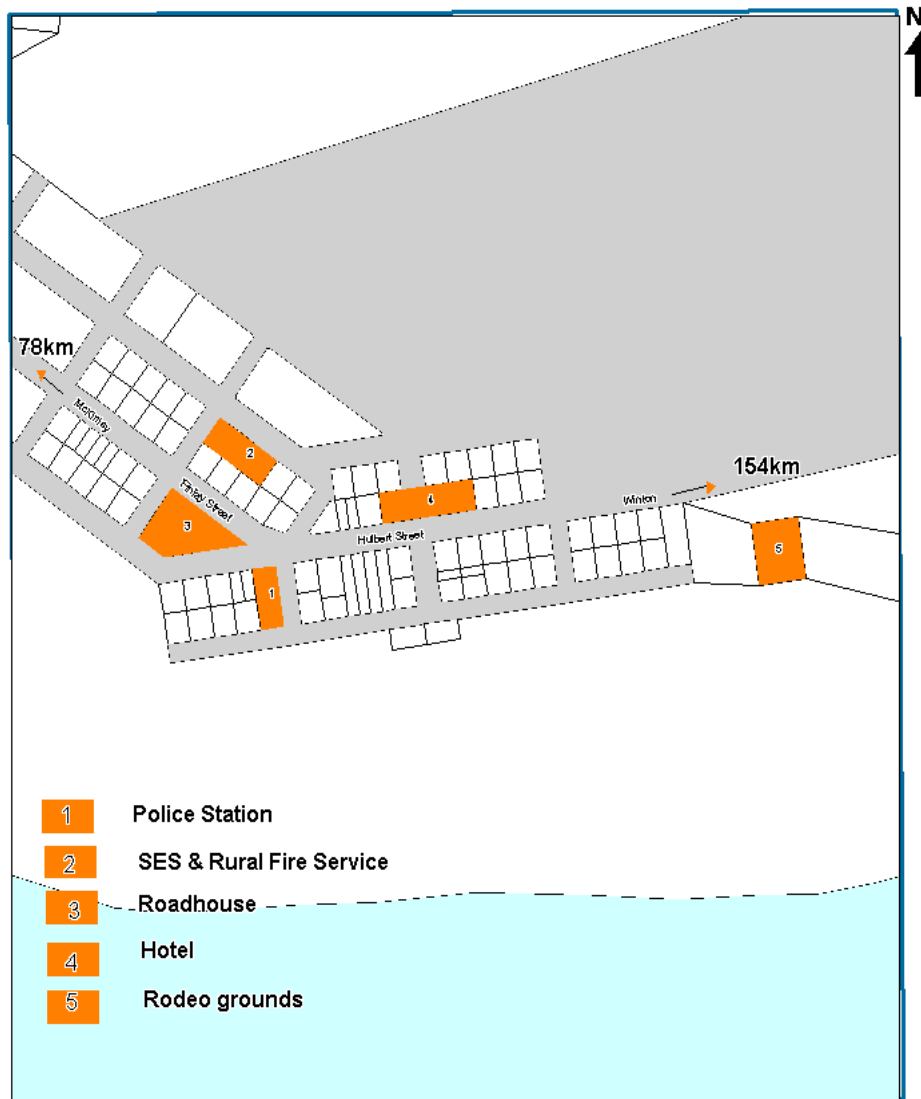 N
78km
McKinley
2
154km
Finlay Street
4
Winton
3
Hulbert Street
5
1
1 Police Station
2 SES & Rural Fire Service
3 Roadhouse
4 Hotel
5 Rodeo grounds